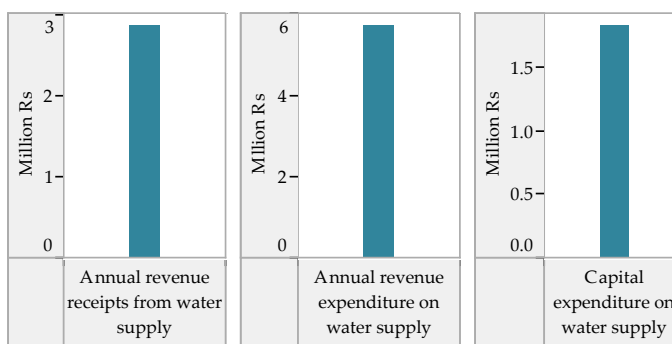 3
2
1
0
Million Rs
Annual revenue
receipts from water
supply
6
4
2
0
Million Rs
Annual revenue
expenditure on
water supply
1.5
1.0
0.5
0.0
Million Rs
Capital
expenditure on
water supply